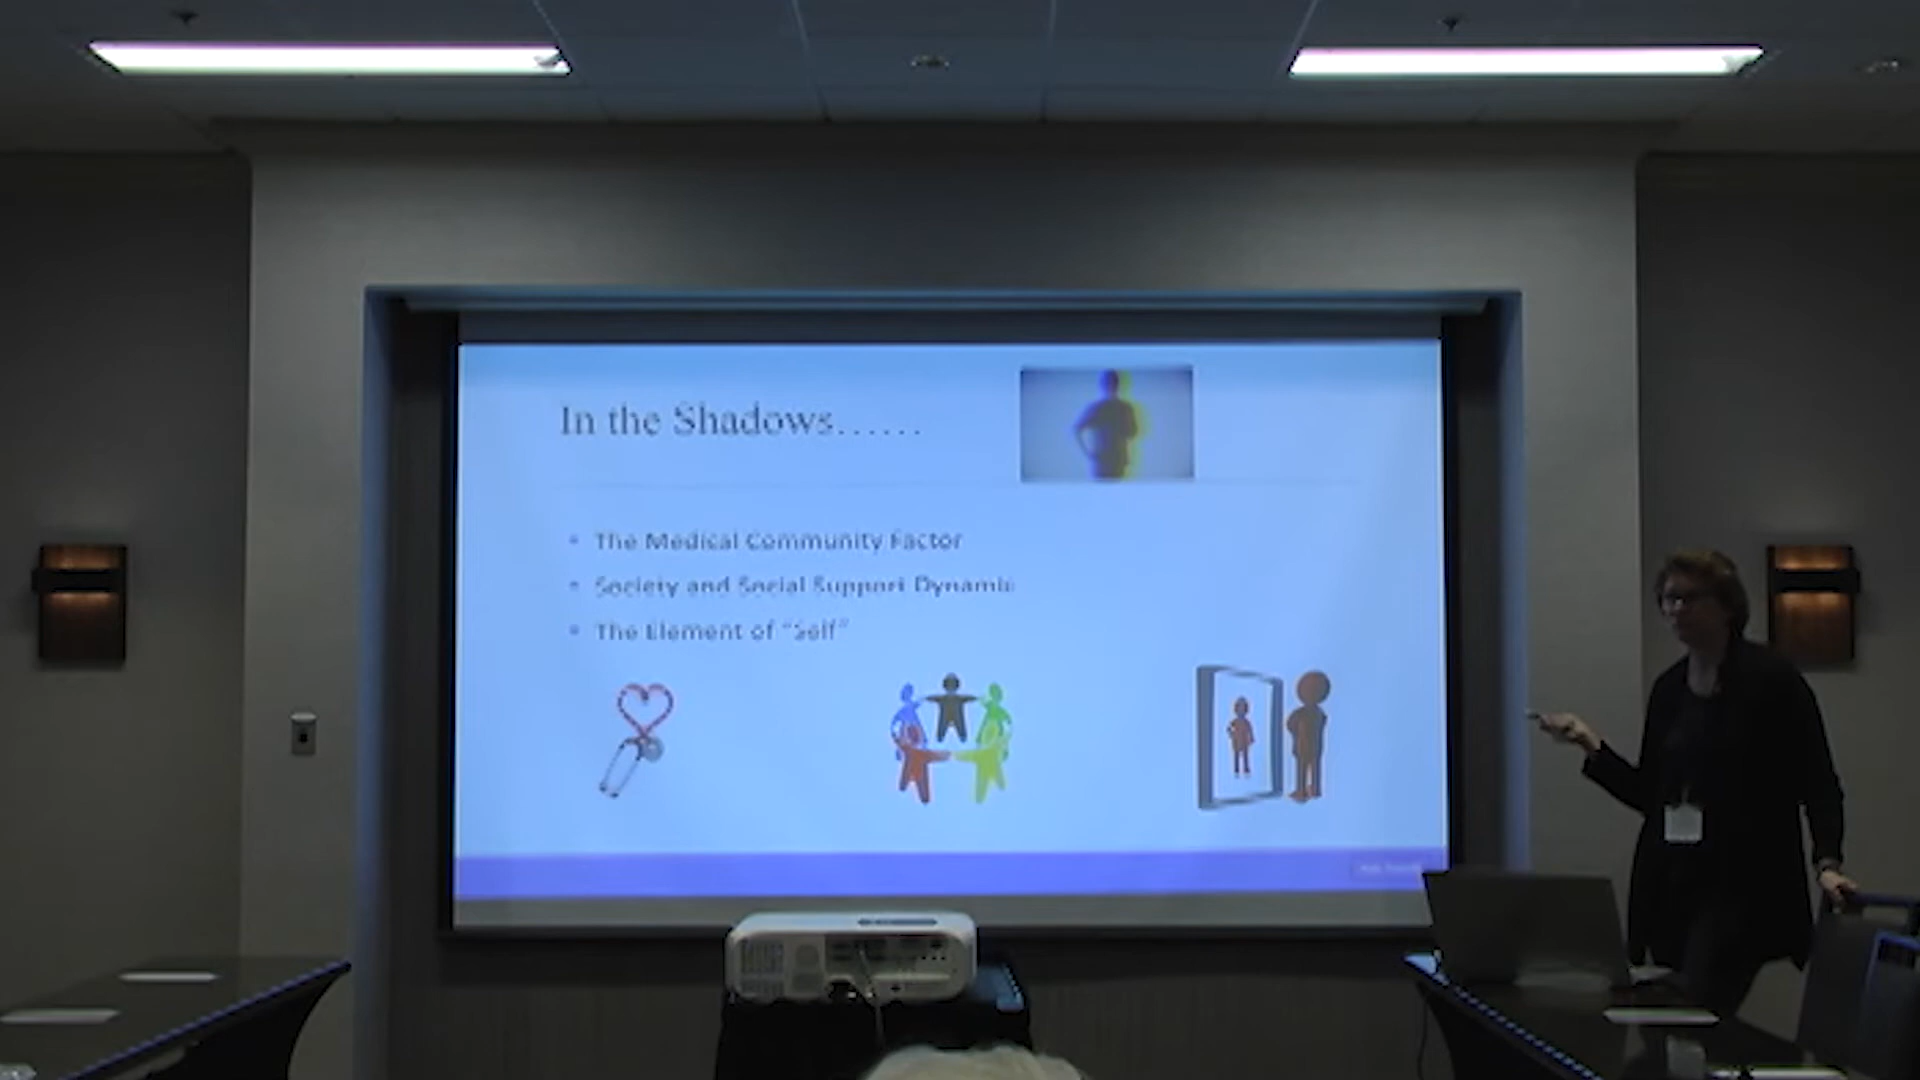 In the Shadows......
• The Medical Community Factor
• Society and Social Support Dynamic
• The Element of "Self"